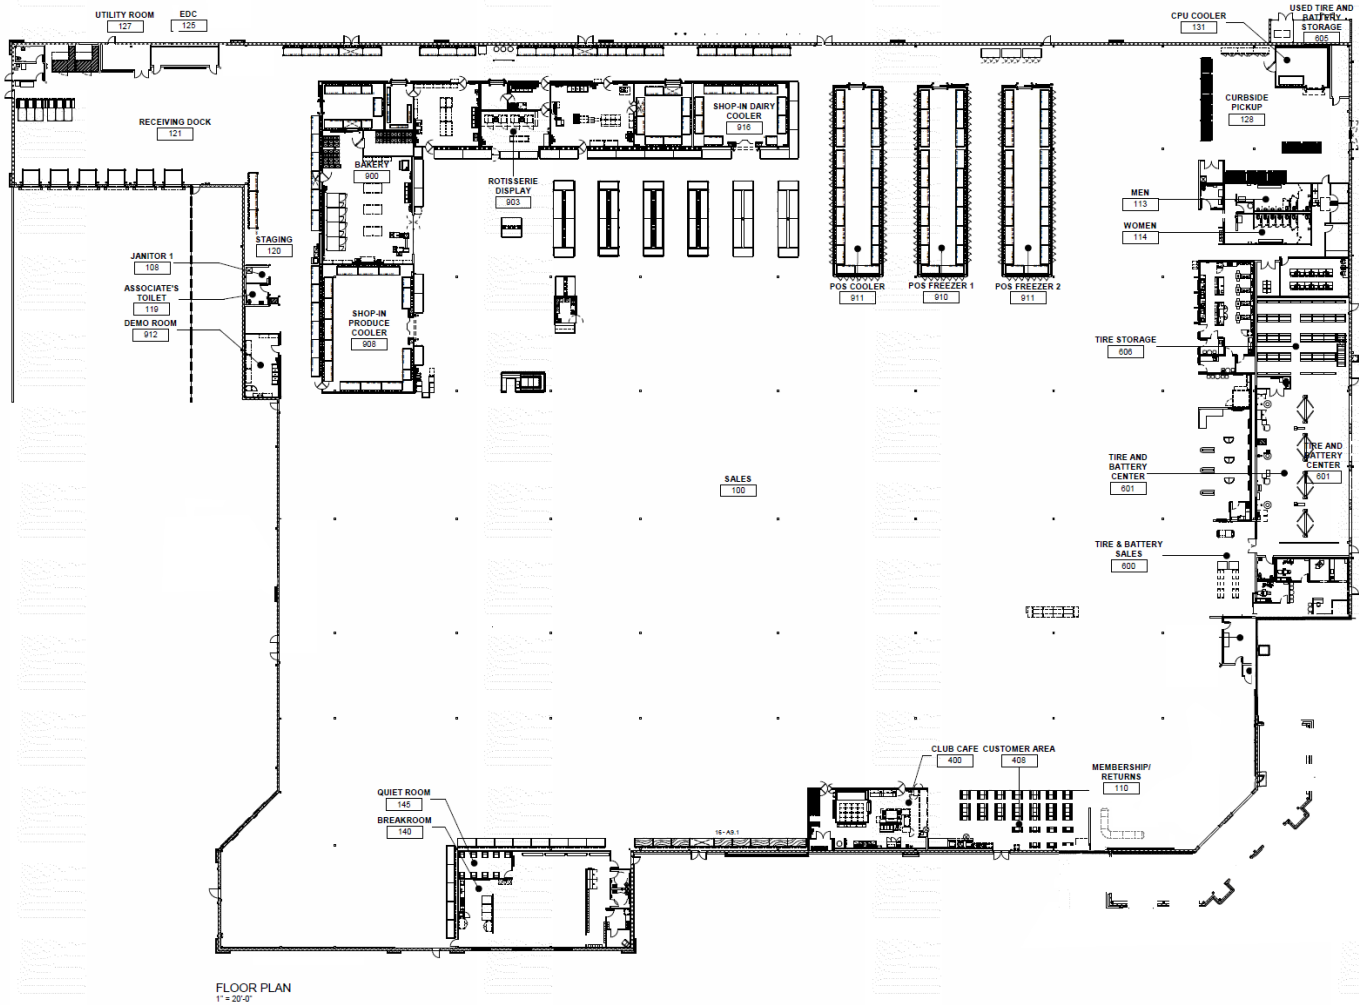 UTILITY ROOM
127
EDC
125
CPU COOLER
131
USED TIRE AND
BATTERY
STORAGE
605
RECEIVING DOCK
121
SHOP-IN DAIRY
COOLER
916
CURBSIDE
PICKUP
128
BAKERY
900
ROTISSERIE
DISPLAY
903
MEN
113
WOMEN
114
STAGING
120
JANITOR 1
108
ASSOCIATE'S
TOILET
119
DEMO ROOM
912
SHOP-IN
PRODUCE
COOLER
908
POS COOLER
911
POS FREEZER 1
910
POS FREEZER 2
911
TIRE STORAGE
606
TIRE AND
BATTERY
CENTER
601
TIRE AND
BATTERY
CENTER
601
SALES
100
TIRE & BATTERY
SALES
600
CLUB CAFE
400
CUSTOMER AREA
408
MEMBERSHIP/
RETURNS
110
QUIET ROOM
145
BREAKROOM
140
16 - A9.1
FLOOR PLAN
1" = 20'-0"